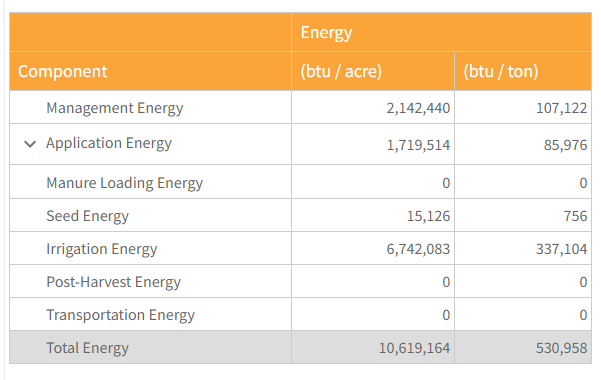 Energy
Component (btu / acre) (btu / ton)
Management Energy 2,142,440 107,122
Application Energy 1,719,514 85,976
Manure Loading Energy 0 0
Seed Energy 15,126 756
Irrigation Energy 6,742,083 337,104
Post-Harvest Energy 0 0
Transportation Energy 0 0
Total Energy 10,619,164 530,958